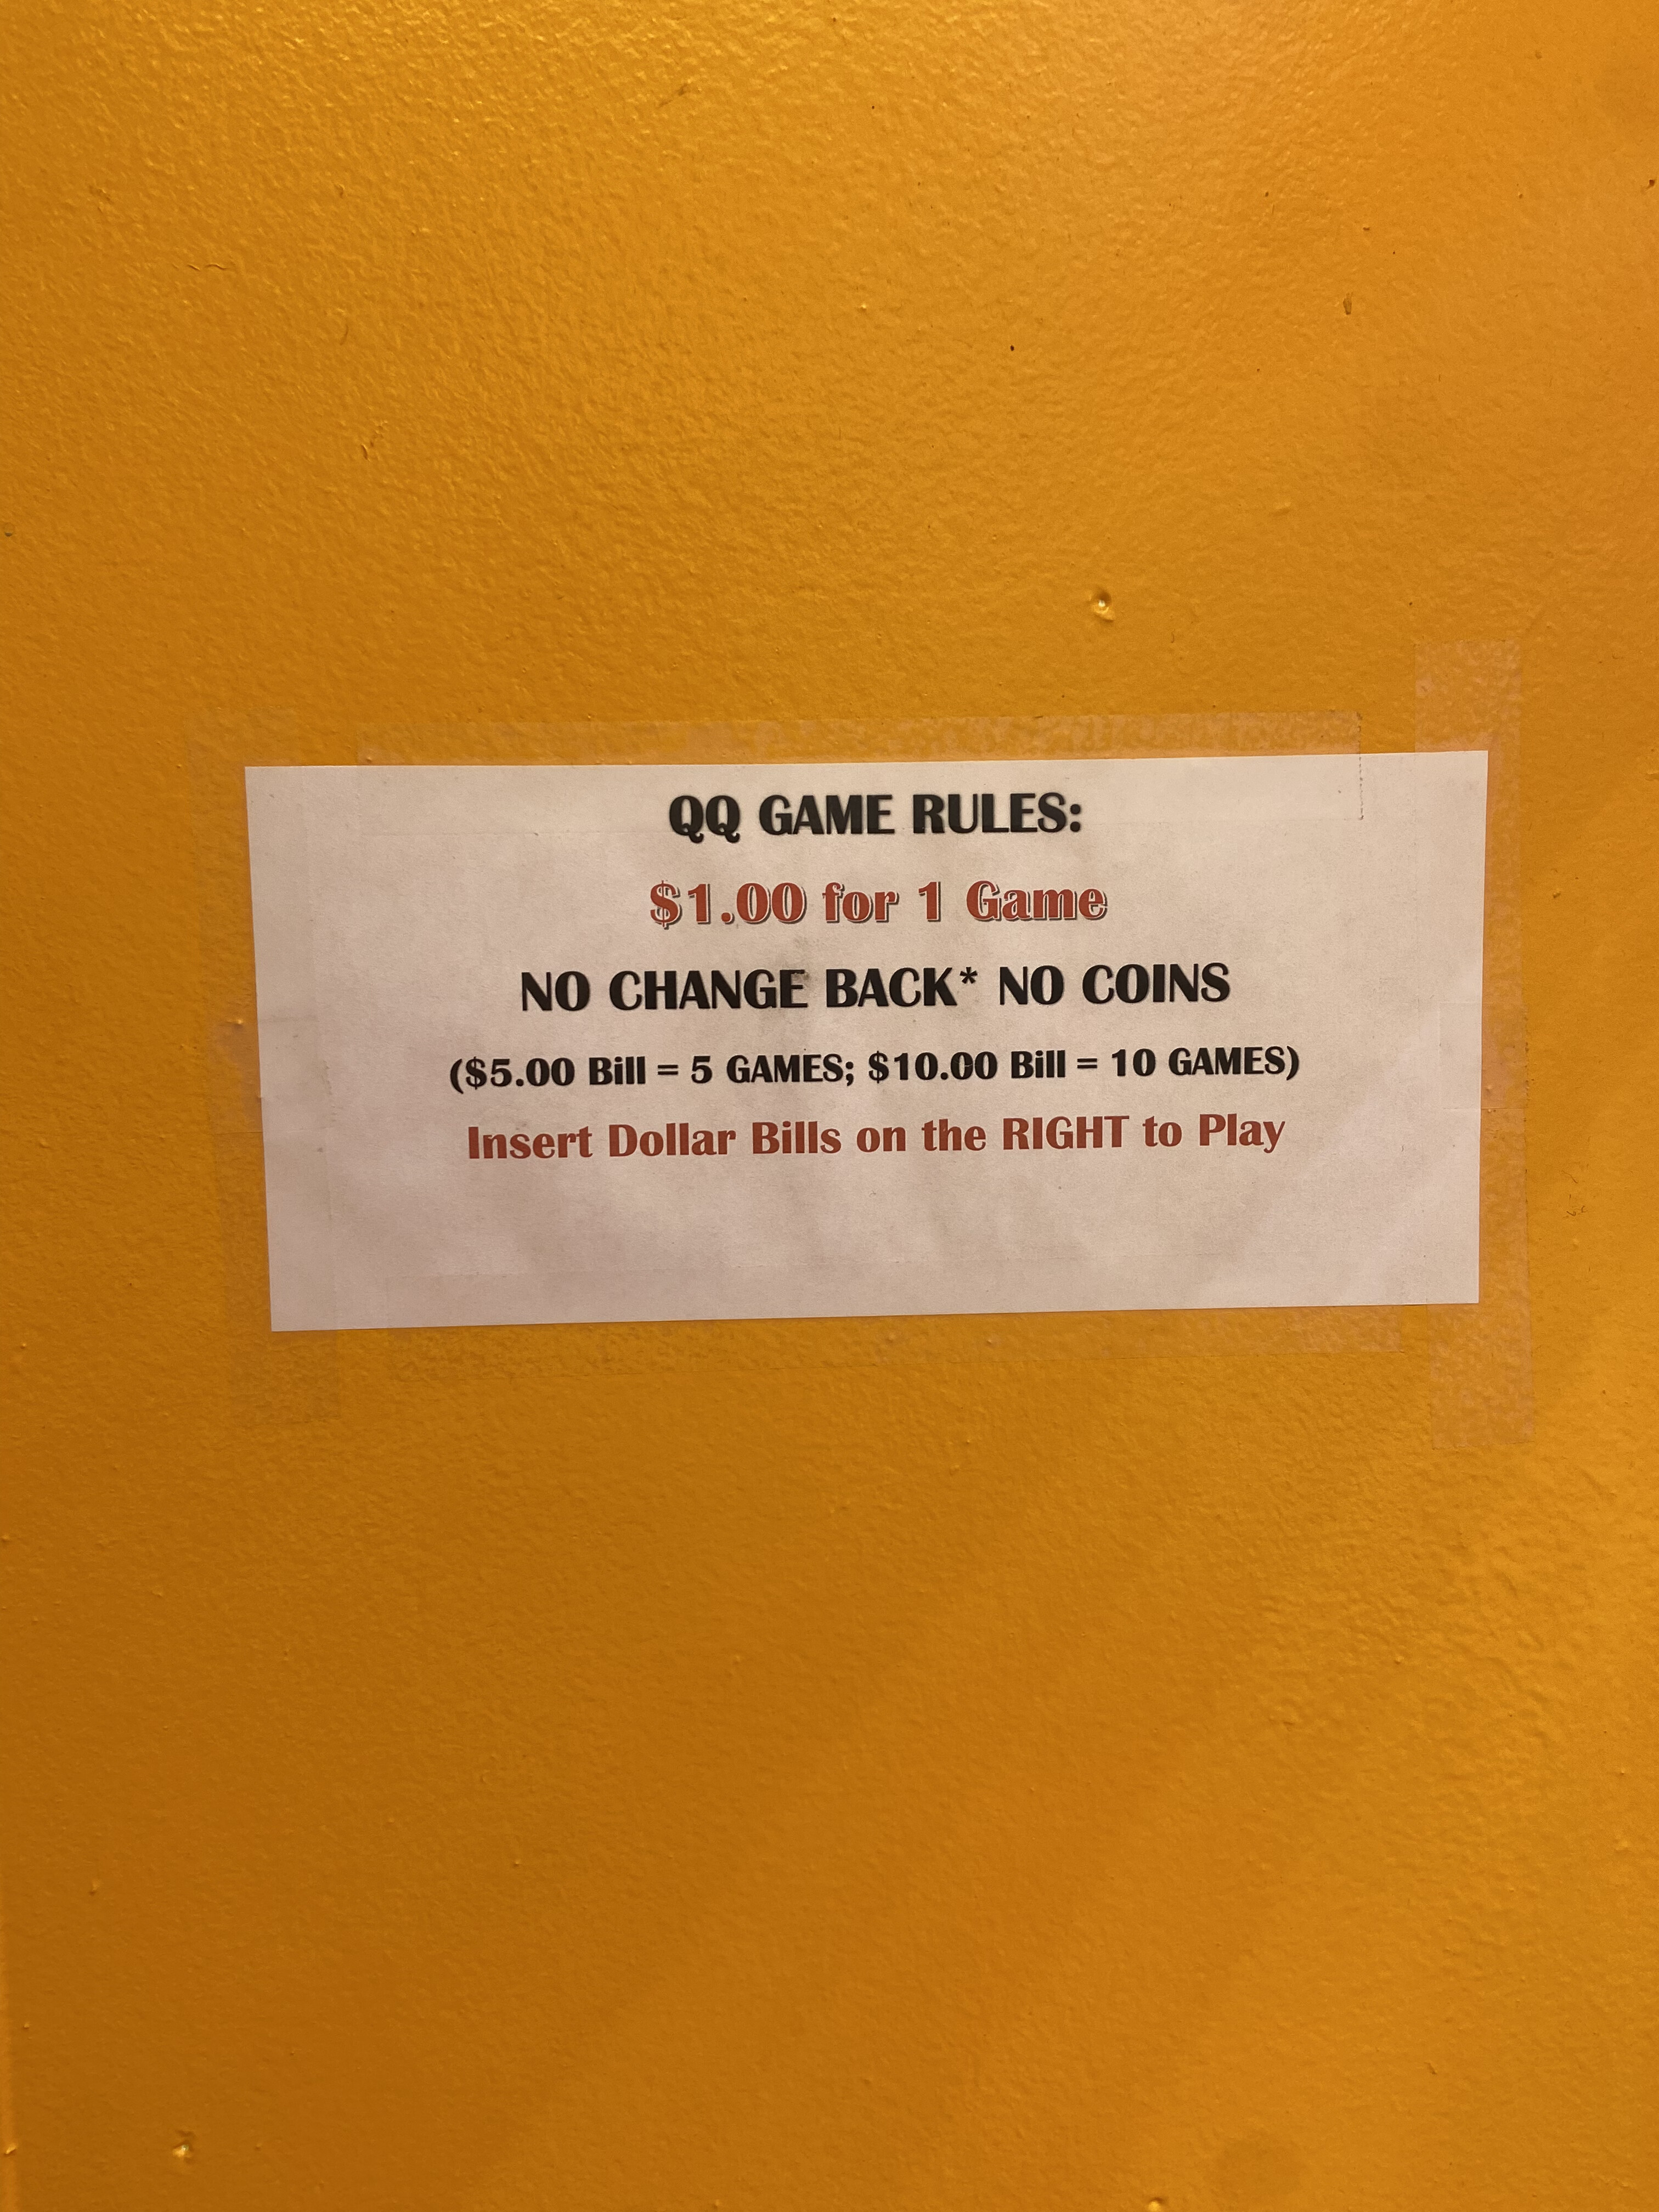 QQ GAME RULES:
$1.00 for 1 Game
NO CHANGE BACK* NO COINS
($5.00 Bill = 5 GAMES; $10.00 Bill = 10 GAMES)
Insert Dollar Bills on the RIGHT to Play